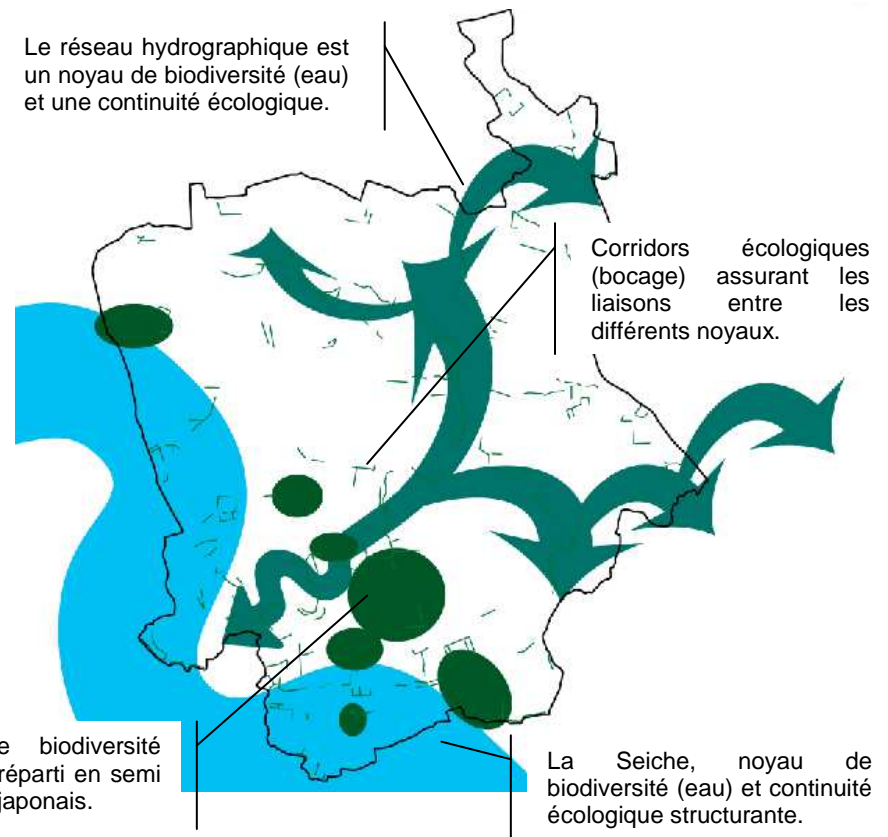 Le réseau hydrographique est
un noyau de biodiversité (eau)
et une continuité écologique.
Corridors écologiques
(bocage) assurant les
liaisons entre les
différents noyaux.
e biodiversité
réparti en semi
japonais.
La Seiche, noyau de
biodiversité (eau) et continuité
écologique structurante.